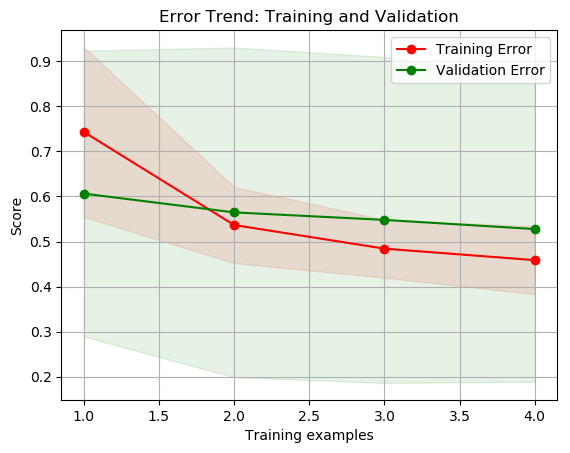 Error Trend: Training and Validation
Training Error
Validation Error
Score
0.9
0.8
0.7
0.6
0.5
0.4
0.3
0.2
1.0 1.5 2.0 2.5 3.0 3.5 4.0
Training examples